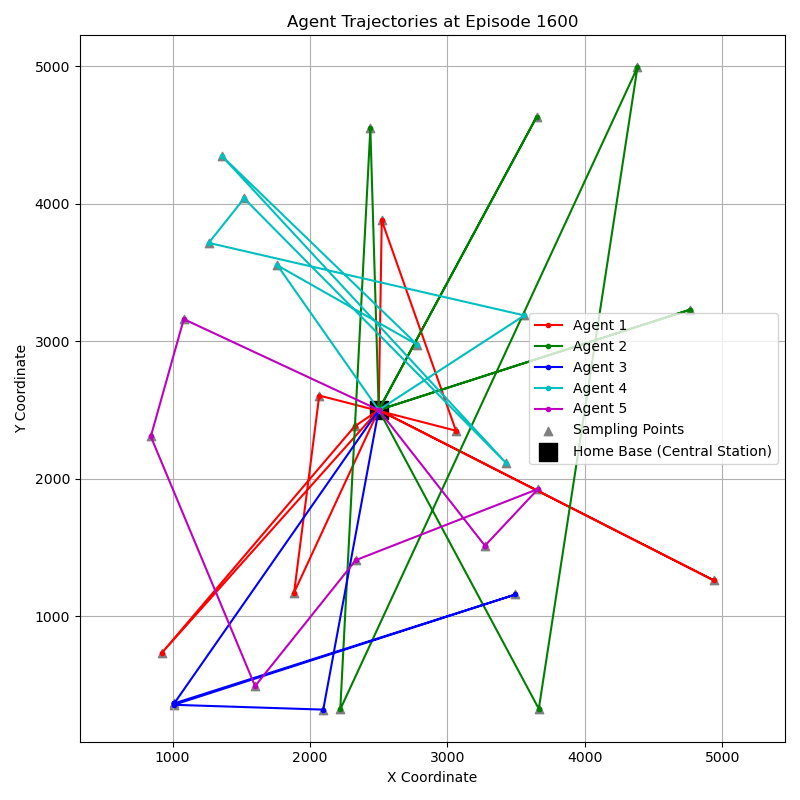 Agent Trajectories at Episode 1600
Y Coordinate
5000
4000
3000
2000
1000
Agent 1
Agent 2
Agent 3
Agent 4
Agent 5
Sampling Points
Home Base (Central Station)
1000 2000 3000 4000 5000
X Coordinate